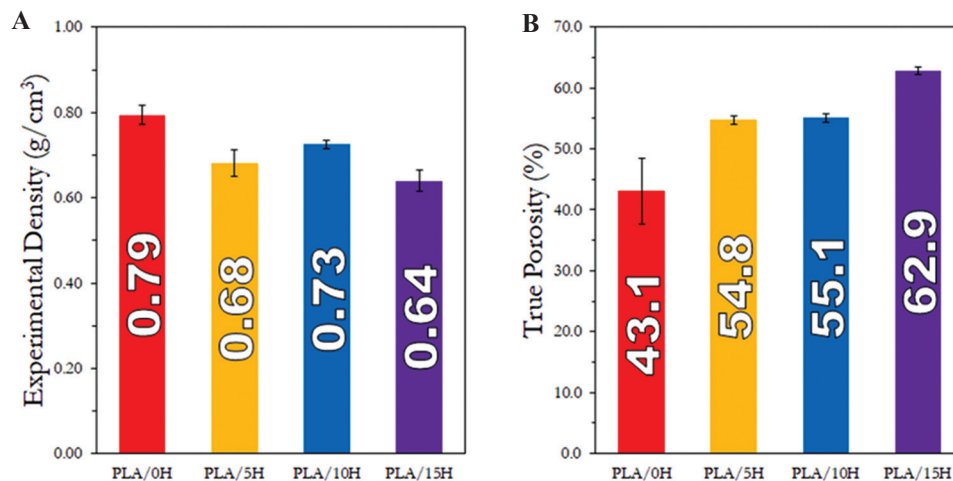 A
Experimental Density (g/cm³)
1.00
0.80
0.60
0.40
0.20
0.00
0.79
0.68
0.73
0.64
PLA/0H
PLA/5H
PLA/10H
PLA/15H
B
True Porosity (%)
70.0
60.0
50.0
40.0
30.0
20.0
10.0
0.0
43.1
54.8
55.1
62.9
PLA/0H
PLA/5H
PLA/10H
PLA/15H